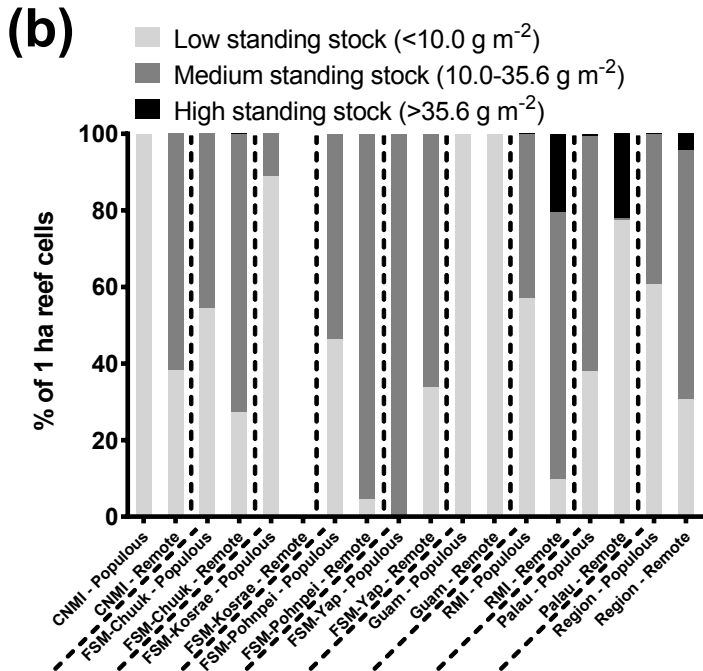 (b)
Low standing stock (<10.0 g m-2)
Medium standing stock (10.0-35.6 g m-2)
High standing stock (>35.6 g m-2)
% of 1 ha reef cells
100
80
60
40
20
0
CNMI - Populous
CNMI - Remote
FSM-Chuuk - Populous
FSM-Chuuk - Remote
FSM-Kosrae - Populous
FSM-Kosrae - Remote
FSM-Pohnpei - Populous
FSM-Pohnpei - Remote
FSM-Yap - Populous
FSM-Yap - Remote
Guam - Populous
Guam - Remote
RMI - Populous
RMI - Remote
Palau - Populous
Palau - Remote
Region - Populous
Region - Remote